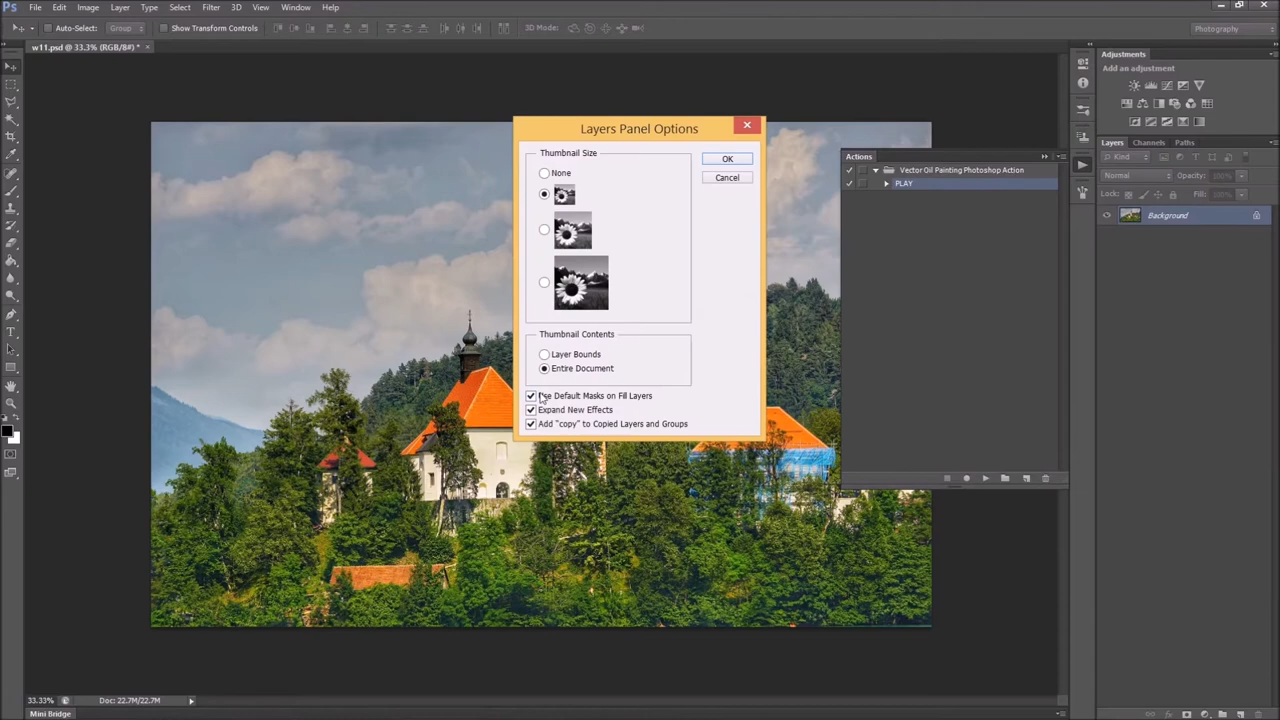 Ps File Edit Image Layer Type Select Filter 3D View Window Help
Auto-Select: Group Show Transform Controls 3D Mode: Photography
w11.psd @ 33.3% (RGB/8#) * ×
Layers Panel Options
Thumbnail Size
None
OK
Cancel
Thumbnail Contents
Layer Bounds
Entire Document
Use Default Masks on Fill Layers
Expand New Effects
Add "copy" to Copied Layers and Groups
Actions
Vector Oil Painting Photoshop Action
PLAY
Adjustments
Add an adjustment
Layers Channels Paths
Kind
Normal Opacity: 100%
Lock: Fill: 100%
Background
33.33% Doc: 22.7M/22.7M
Mini Bridge